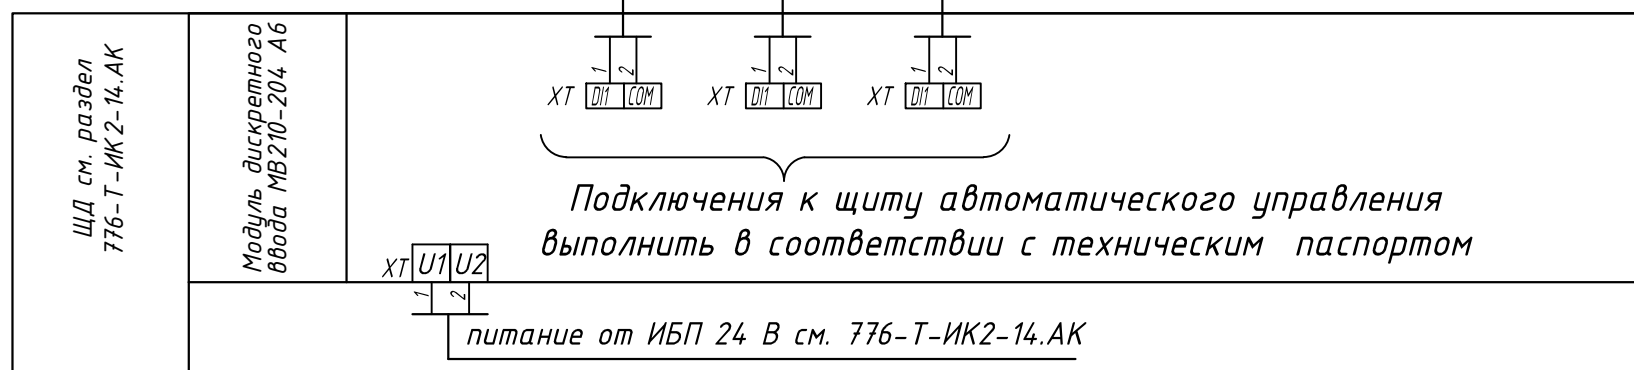 ЩД см. раздел
776-Т-ИК2-14.АК
Модуль дискретного
ввода МВ210-204 А6
1 2 1 2 1 2
XT DI1 COM XT DI1 COM XT DI1 COM
Подключения к щиту автоматического управления
выполнить в соответствии с техническим паспортом
XT U1 U2
1 2
питание от ИБП 24 В см. 776-Т-ИК2-14.АК